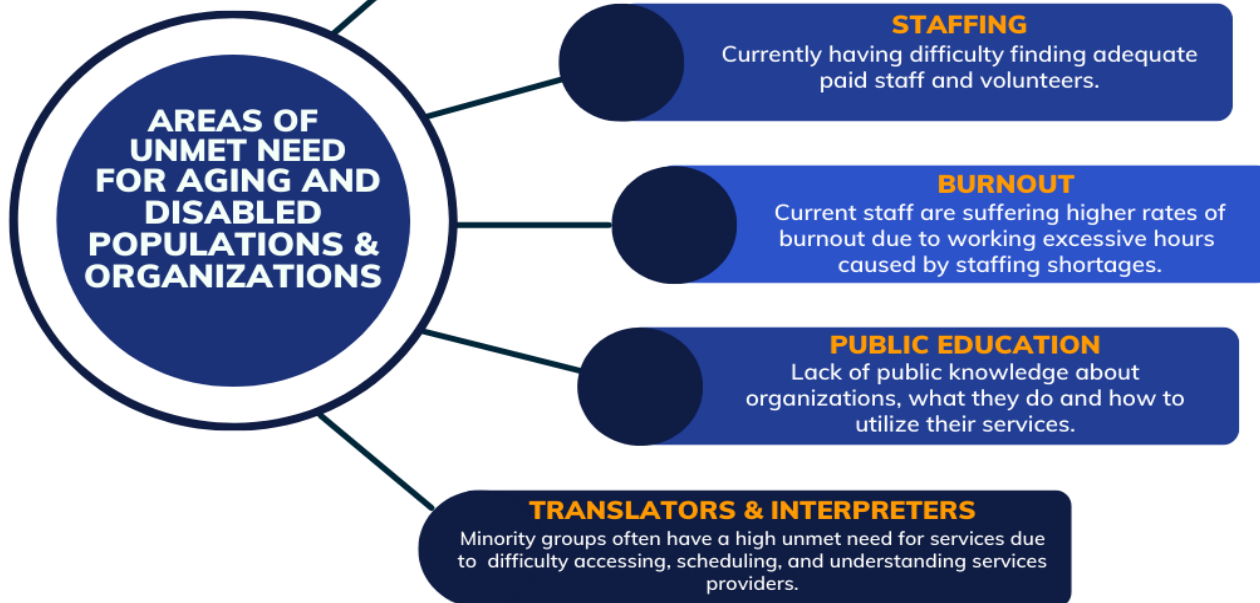 AREAS OF
UNMET NEED
FOR AGING AND
DISABLED
POPULATIONS &
ORGANIZATIONS
STAFFING
Currently having difficulty finding adequate
paid staff and volunteers.
BURNOUT
Current staff are suffering higher rates of
burnout due to working excessive hours
caused by staffing shortages.
PUBLIC EDUCATION
Lack of public knowledge about
organizations, what they do and how to
utilize their services.
TRANSLATORS & INTERPRETERS
Minority groups often have a high unmet need for services due
to difficulty accessing, scheduling, and understanding services
providers.